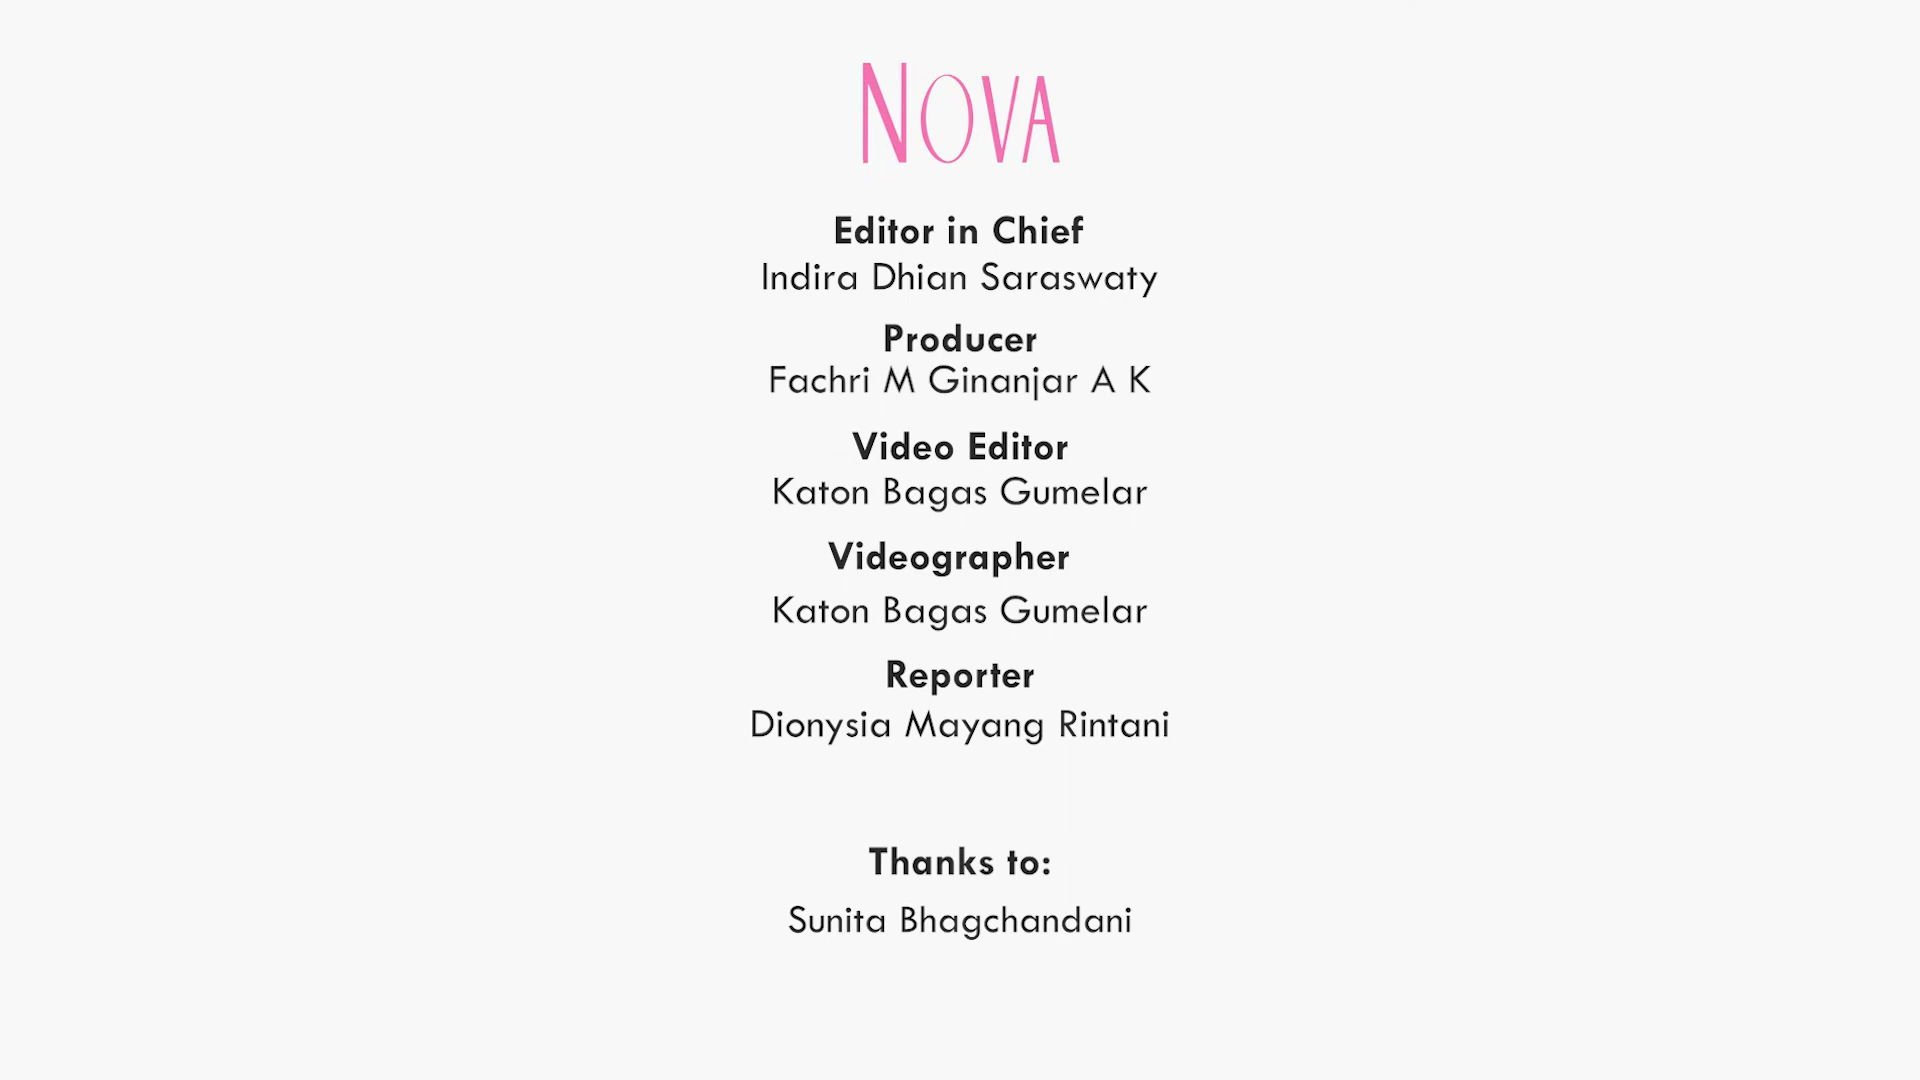 NOVA
Editor in Chief
Indira Dhian Saraswaty
Producer
Fachri M Ginanjar A K
Video Editor
Katon Bagas Gumelar
Videographer
Katon Bagas Gumelar
Reporter
Dionysia Mayang Rintani
Thanks to:
Sunita Bhagchandani